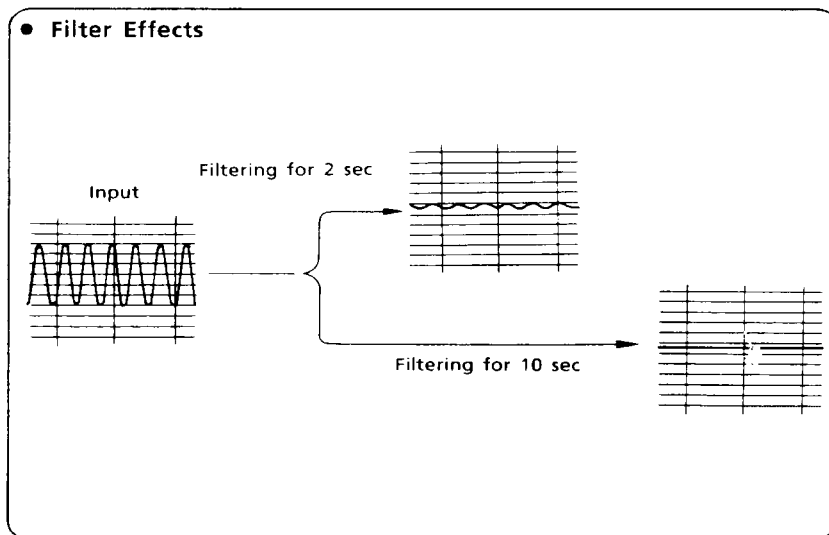 ● Filter Effects
Filtering for 2 sec
Input
Filtering for 10 sec